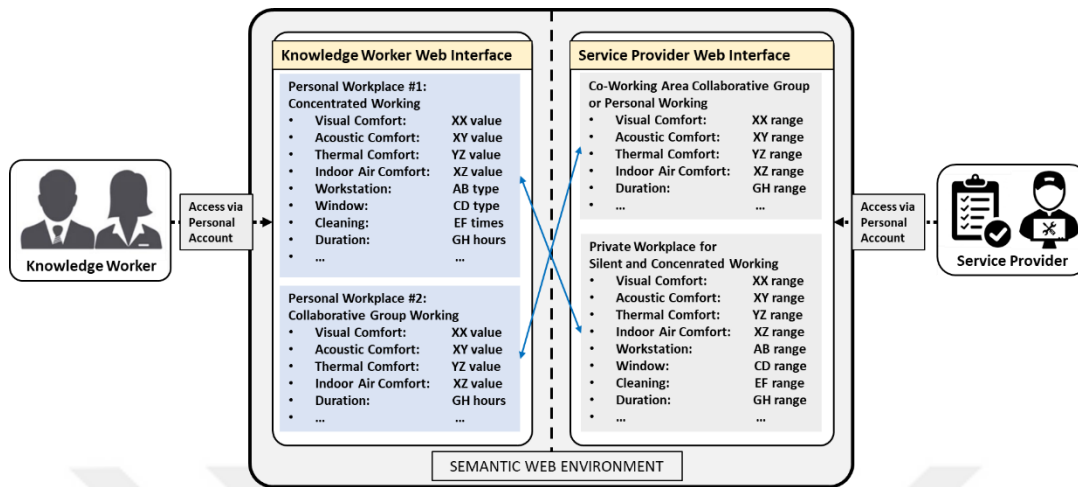 Knowledge Worker
Access via
Personal
Account
Knowledge Worker Web Interface
Personal Workplace #1:
Concentrated Working
• Visual Comfort: XX value
• Acoustic Comfort: XY value
• Thermal Comfort: YZ value
• Indoor Air Comfort: XZ value
• Workstation: AB type
• Window: CD type
• Cleaning: EF times
• Duration: GH hours
• ... ...
Personal Workplace #2:
Collaborative Group Working
• Visual Comfort: XX value
• Acoustic Comfort: XY value
• Thermal Comfort: YZ value
• Indoor Air Comfort: XZ value
• Duration: GH hours
• ... ...
Service Provider Web Interface
Co-Working Area Collaborative Group
or Personal Working
• Visual Comfort: XX range
• Acoustic Comfort: XY range
• Thermal Comfort: YZ range
• Indoor Air Comfort: XZ range
• Duration: GH range
• ... ...
Private Workplace for
Silent and Concenrated Working
• Visual Comfort: XX range
• Acoustic Comfort: XY range
• Thermal Comfort: YZ range
• Indoor Air Comfort: XZ range
• Workstation: AB range
• Window: CD range
• Cleaning: EF range
• Duration: GH range
• ... ...
Access via
Personal
Account
Service Provider
SEMANTIC WEB ENVIRONMENT